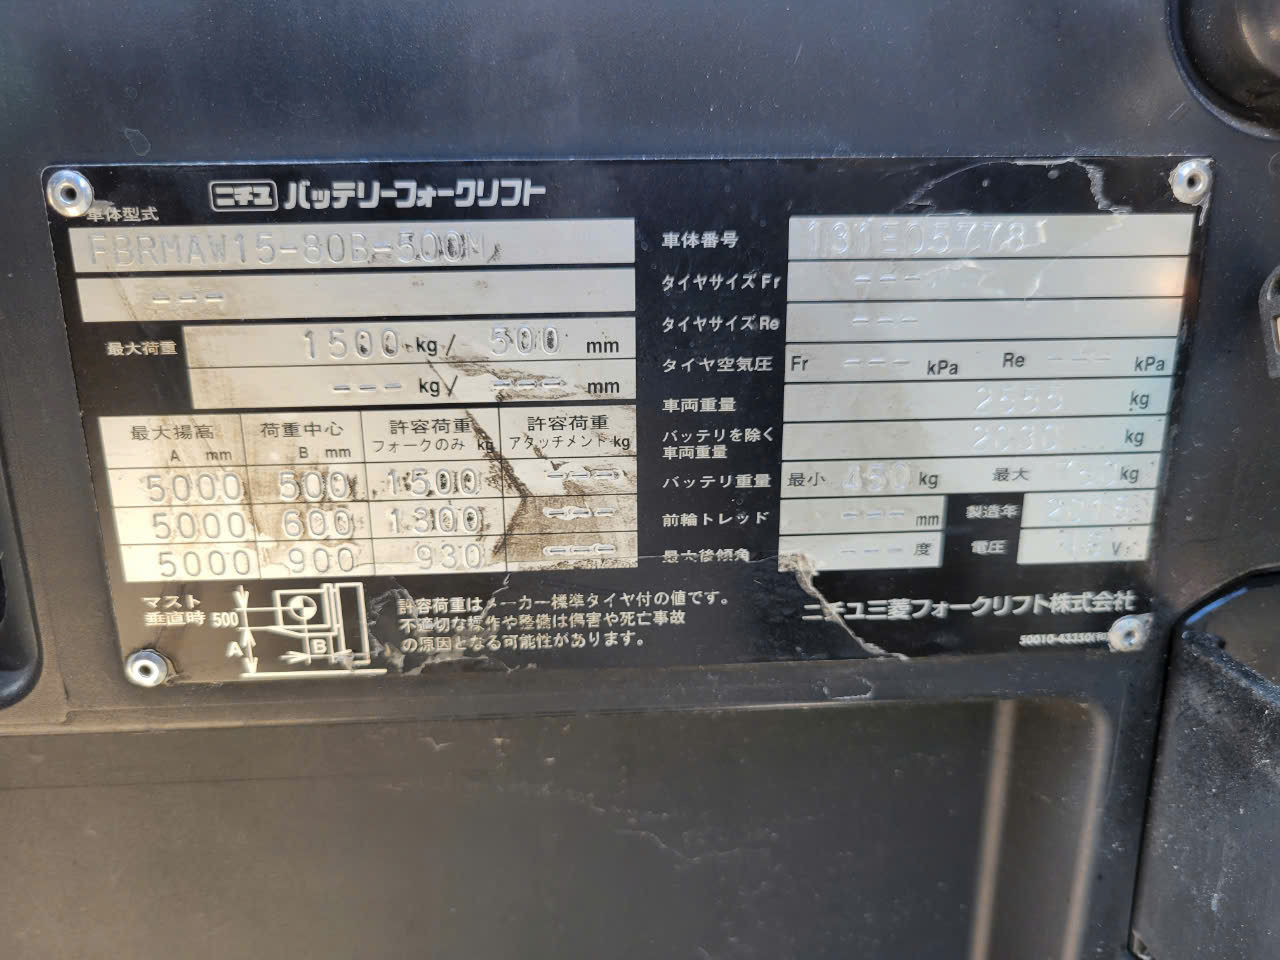 ニチユ バッテリーフォークリフト
車体型式
FBRMAW15-80B-500M
---
最大荷重 1500 kg/ 500 mm
--- kg/ --- mm
最大揚高 A mm 荷重中心 B mm 許容荷重 フォークのみ kg 許容荷重 アタッチメント kg
5000 500 1500 ---
5000 600 1300 ---
5000 900 930 ---
マスト垂直時 500
A
B
許容荷重はメーカー標準タイヤ付の値です。
不適切な操作や整備は傷害や死亡事故
の原因となる可能性があります。
車体番号 131E05778
タイヤサイズ Fr ---
タイヤサイズ Re ---
タイヤ空気圧 Fr --- kPa Re --- kPa
車両重量 2555 kg
バッテリを除く
車両重量 2030 kg
バッテリ重量 最小 450 kg 最大 kg
前輪トレッド --- mm 製造年
最大後傾角 --- 度 電圧 V
ニチユ三菱フォークリフト株式会社
50010-43350